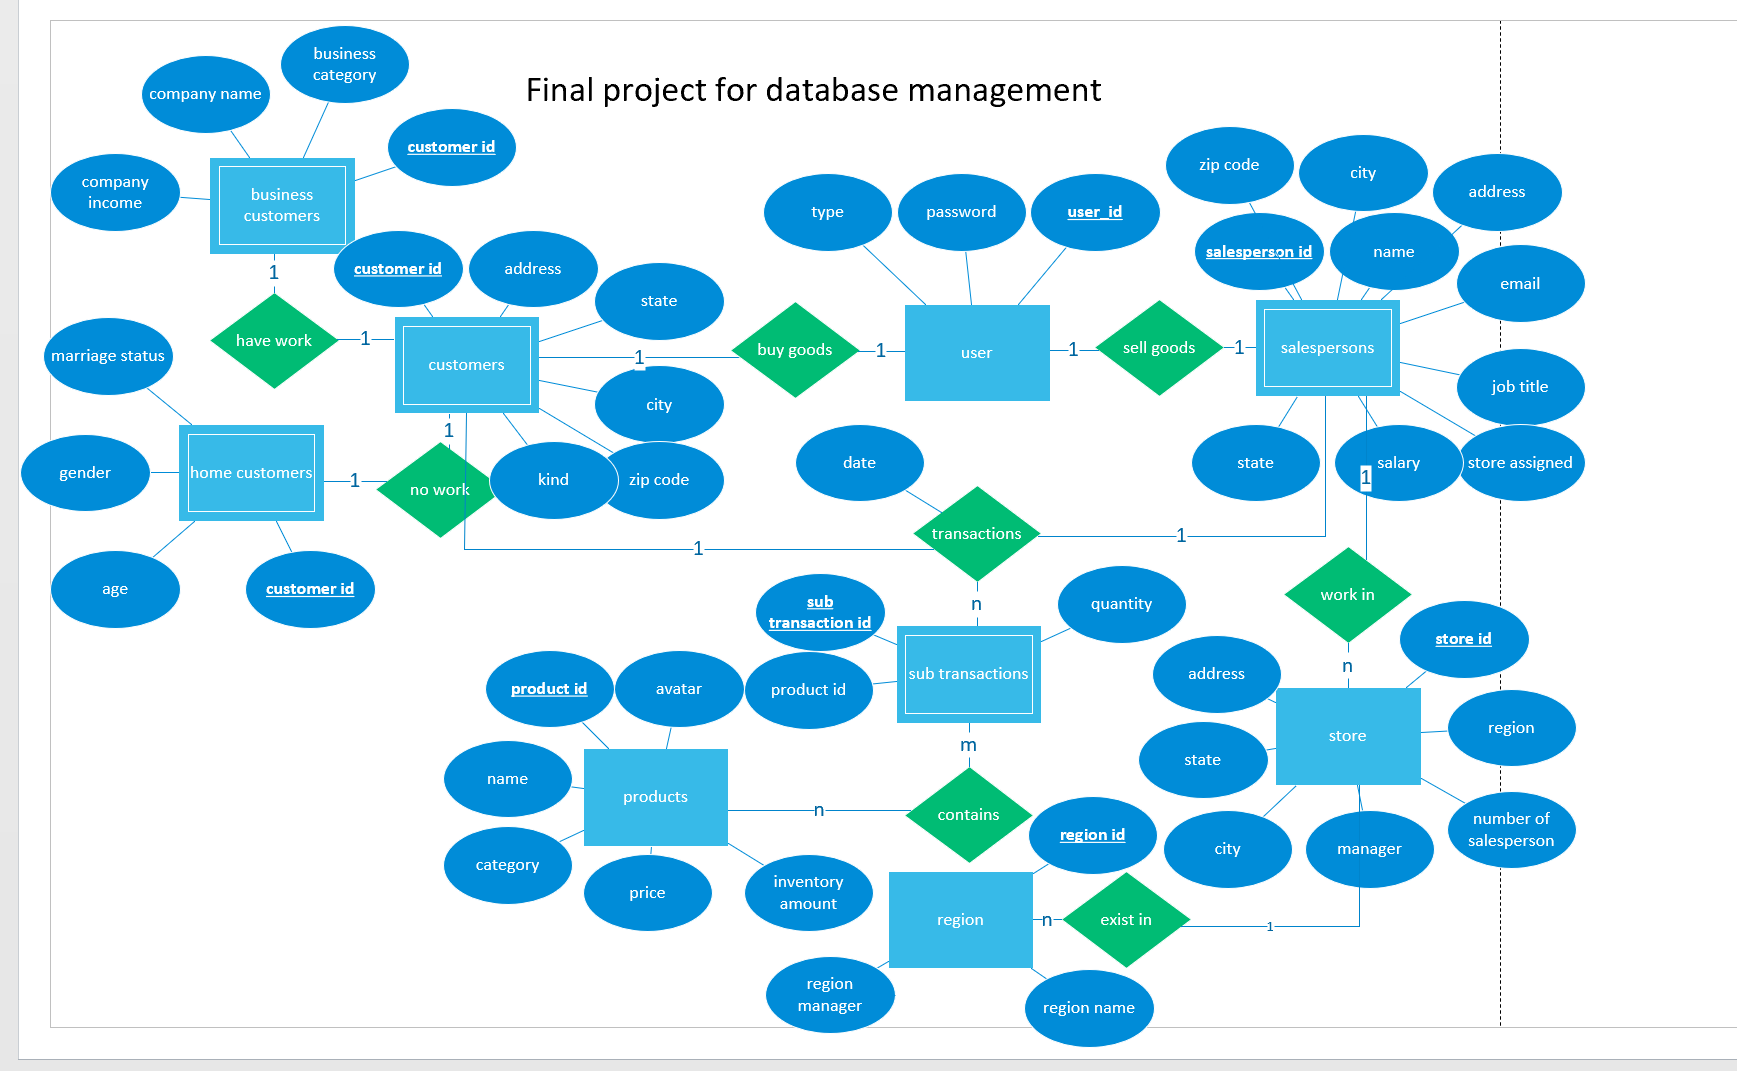 Final project for database management
business
category
company name
customer id
company
income
business
customers
1
have work
1
customer id
address
state
customers
1
buy goods
1
city
zip code
kind
1
no work
1
marriage status
gender
home customers
age
customer id
type
password
user_id
user
1
sell goods
1
zip code
city
address
salesperson id
name
email
salespersons
job title
state
salary
store assigned
1
date
transactions
1
1
n
work in
n
sub
transaction id
quantity
product id
sub transactions
m
contains
n
product id
avatar
name
products
category
price
inventory
amount
store id
address
region
store
state
city
manager
number of
salesperson
region id
region
n
exist in
1
region
manager
region name